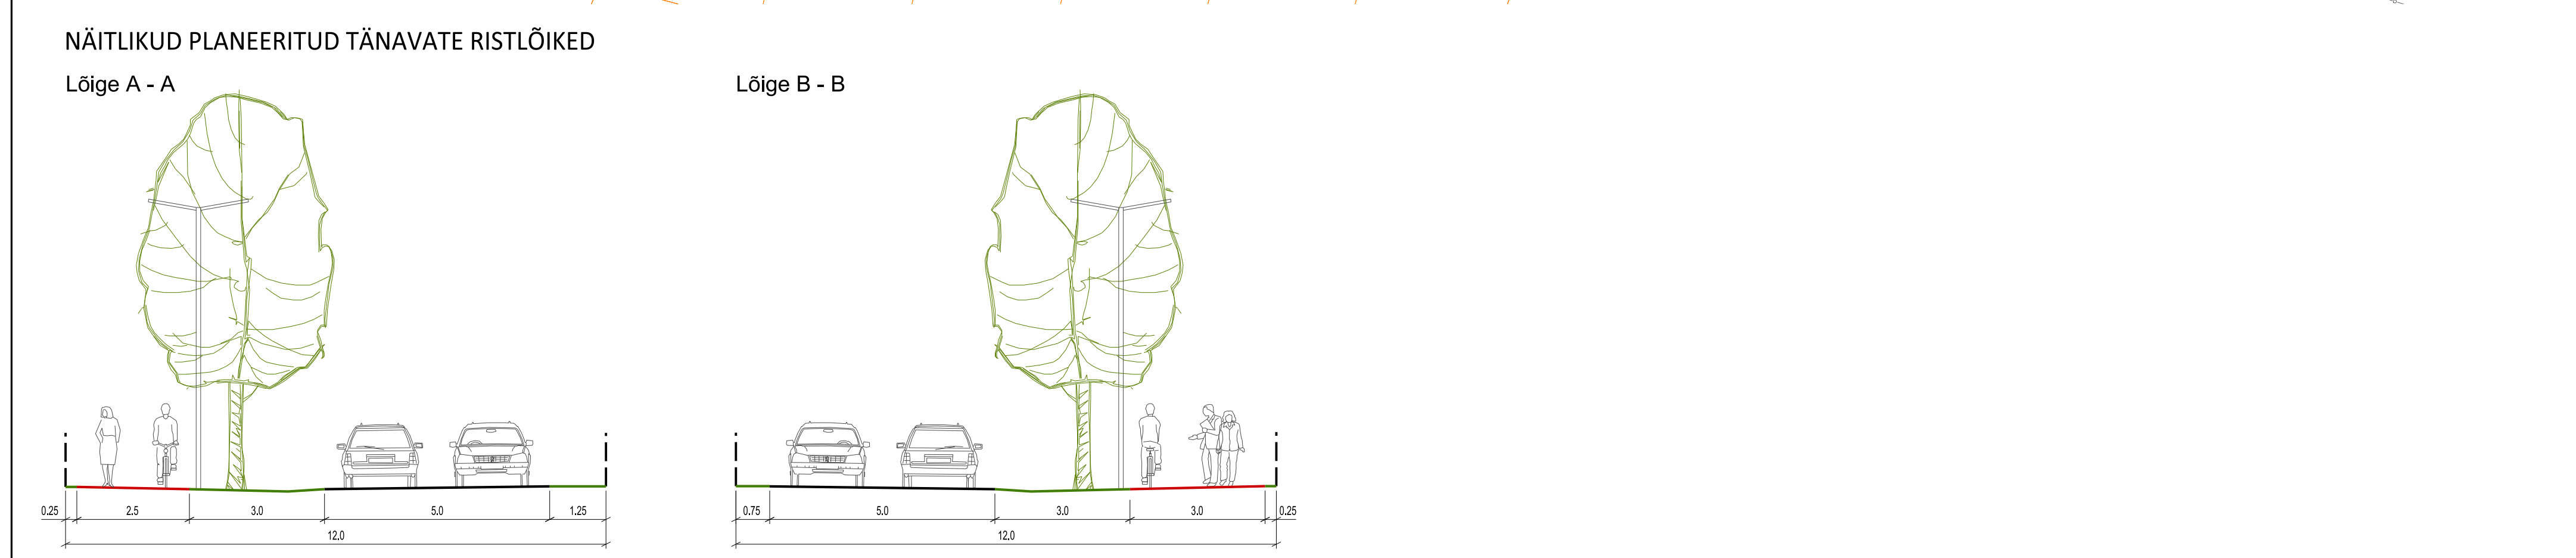 NÄITLIKUD PLANEERITUD TÄNAVATE RISTLÕIKED
Lõige A - A
Lõige B - B
0.25 2.5 3.0 5.0 1.25
12.0
0.75 5.0 3.0 3.0 0.25
12.0